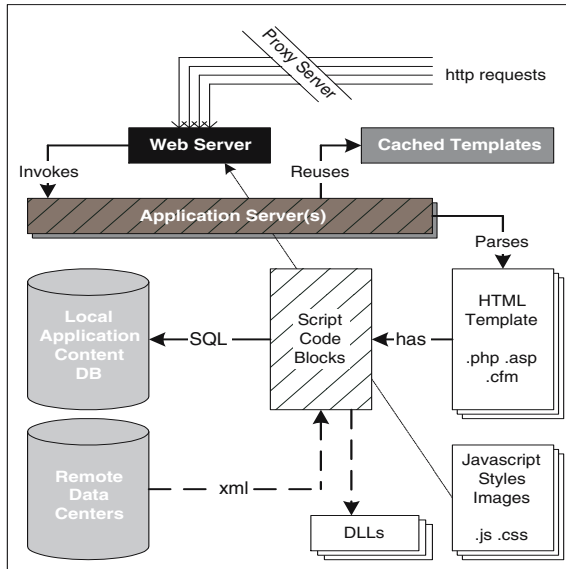 Proxy Server
http requests
Web Server
Cached Templates
Invokes
Reuses
Application Server(s)
Parses
Local
Application
Content
DB
SQL
Script
Code
Blocks
has
HTML
Template
.php .asp
.cfm
Remote
Data
Centers
xml
DLLs
Javascript
Styles
Images
.js .css